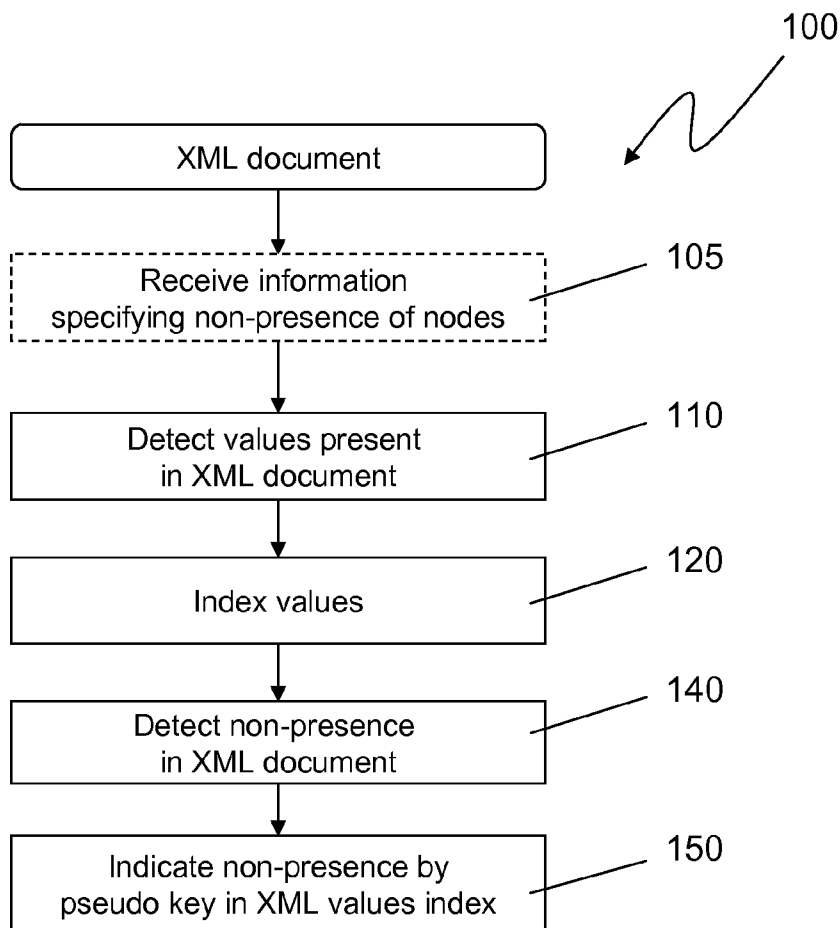 100
XML document
Receive information
specifying non-presence of nodes
105
Detect values present
in XML document
110
Index values
120
Detect non-presence
in XML document
140
Indicate non-presence by
pseudo key in XML values index
150